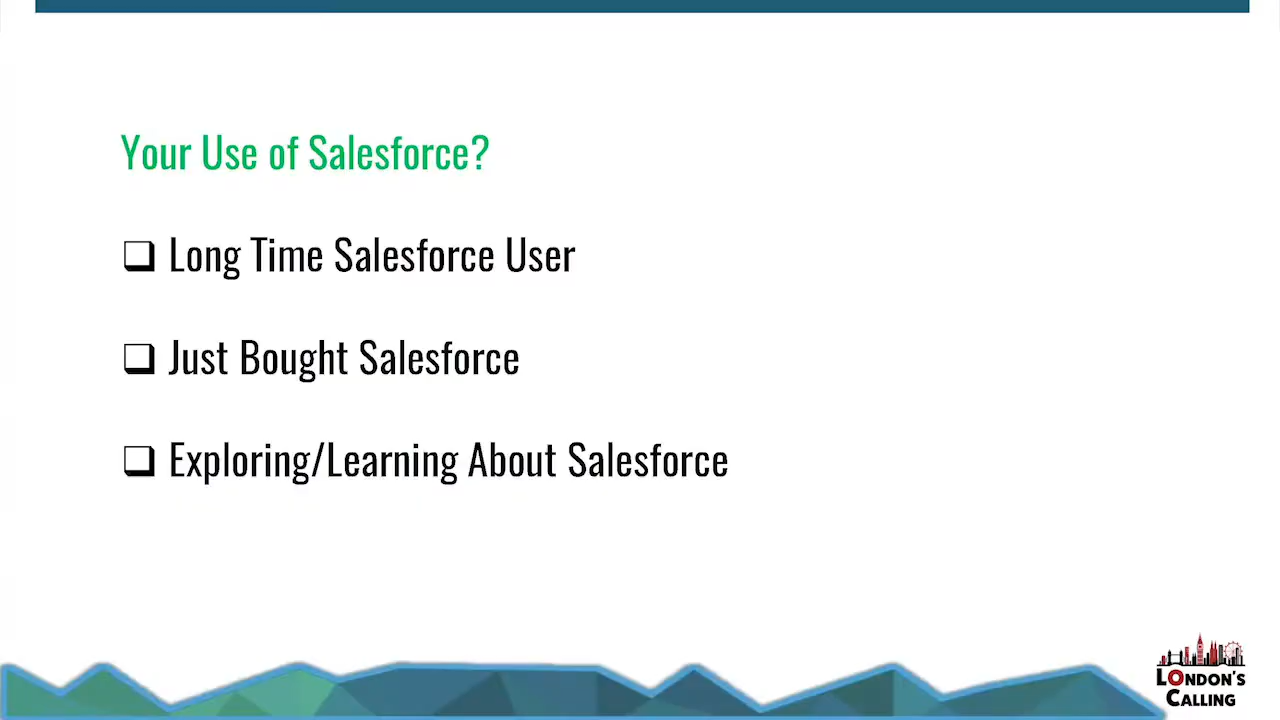 Your Use of Salesforce?
❑ Long Time Salesforce User
❑ Just Bought Salesforce
❑ Exploring/Learning About Salesforce
LONDON'S
CALLING